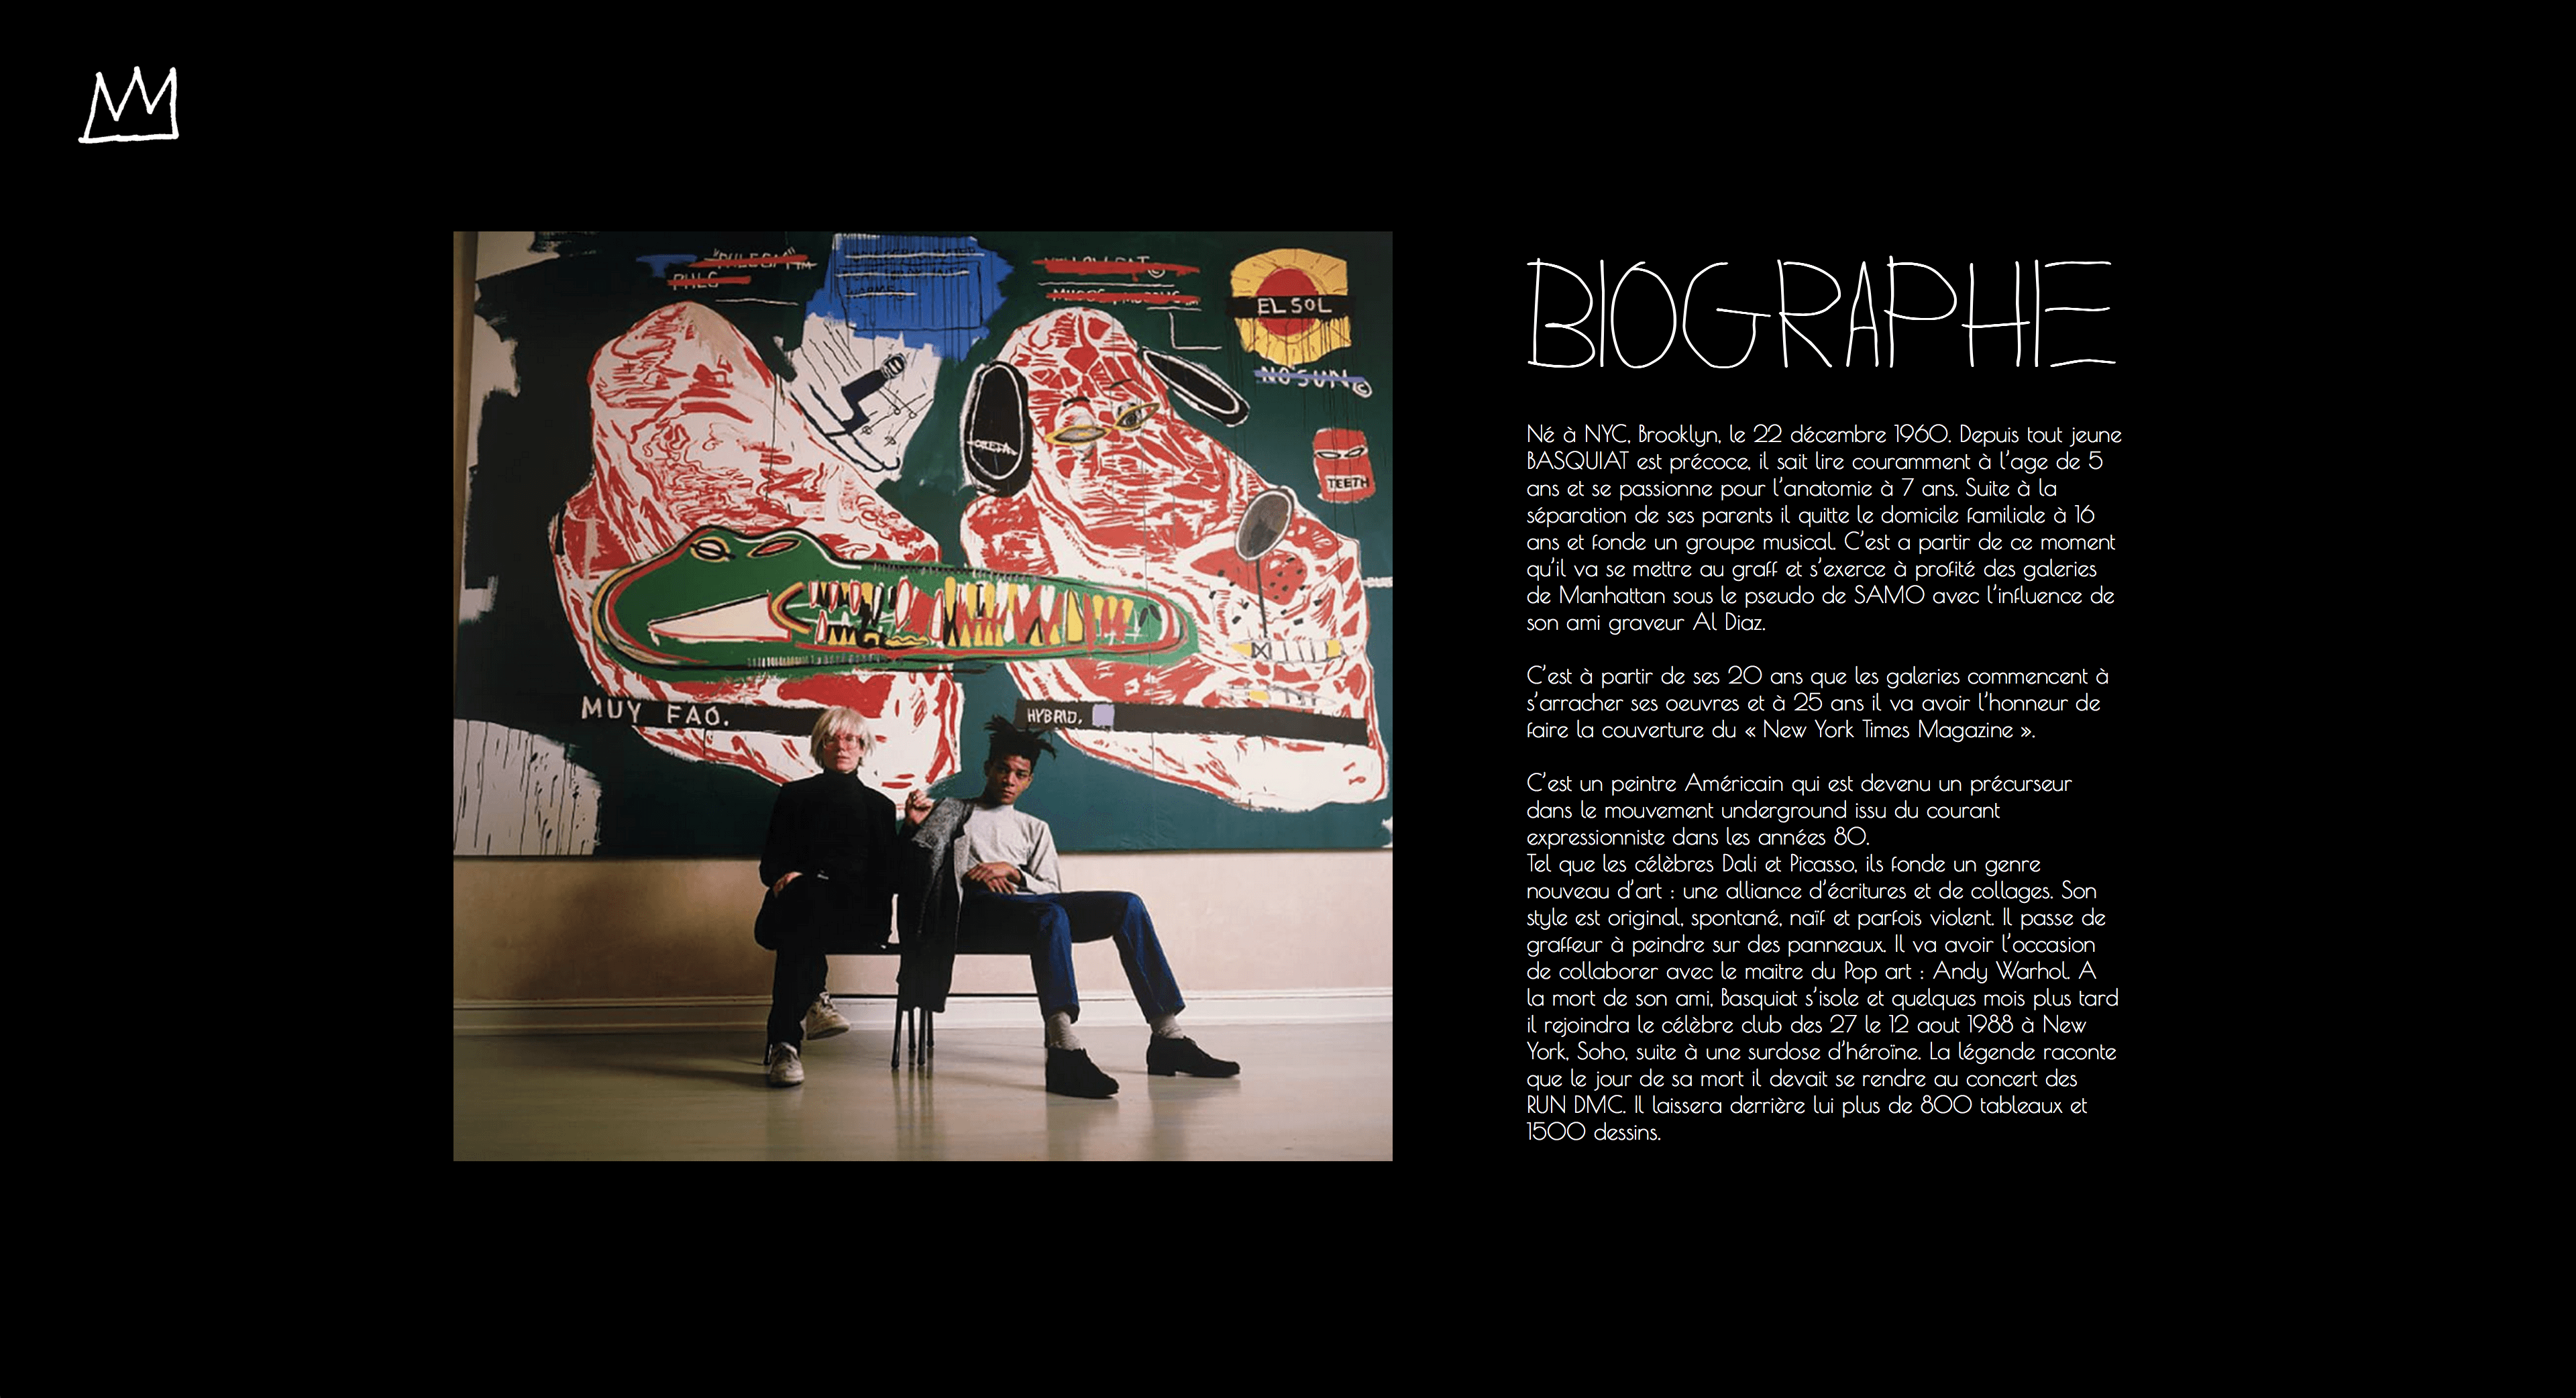 EL SOL
NO SUN ©
TEETH
MUY FAO.
HYBRID.
BIOGRAPHIE
Né à NYC, Brooklyn, le 22 décembre 1960. Depuis tout jeune
BASQUIAT est précoce, il sait lire couramment à l'age de 5
ans et se passionne pour l'anatomie à 7 ans. Suite à la
séparation de ses parents il quitte le domicile familiale à 16
ans et fonde un groupe musical. C'est a partir de ce moment
qu'il va se mettre au graff et s'exerce à profité des galeries
de Manhattan sous le pseudo de SAMO avec l'influence de
son ami graveur Al Diaz.
C'est à partir de ses 20 ans que les galeries commencent à
s'arracher ses oeuvres et à 25 ans il va avoir l'honneur de
faire la couverture du « New York Times Magazine ».
C'est un peintre Américain qui est devenu un précurseur
dans le mouvement underground issu du courant
expressionniste dans les années 80.
Tel que les célèbres Dali et Picasso, ils fonde un genre
nouveau d'art : une alliance d'écritures et de collages. Son
style est original, spontané, naïf et parfois violent. Il passe de
graffeur à peindre sur des panneaux. Il va avoir l'occasion
de collaborer avec le maitre du Pop art : Andy Warhol. A
la mort de son ami, Basquiat s'isole et quelques mois plus tard
il rejoindra le célèbre club des 27 le 12 aout 1988 à New
York, Soho, suite à une surdose d'héroïne. La légende raconte
que le jour de sa mort il devait se rendre au concert des
RUN DMC. Il laissera derrière lui plus de 800 tableaux et
1500 dessins.